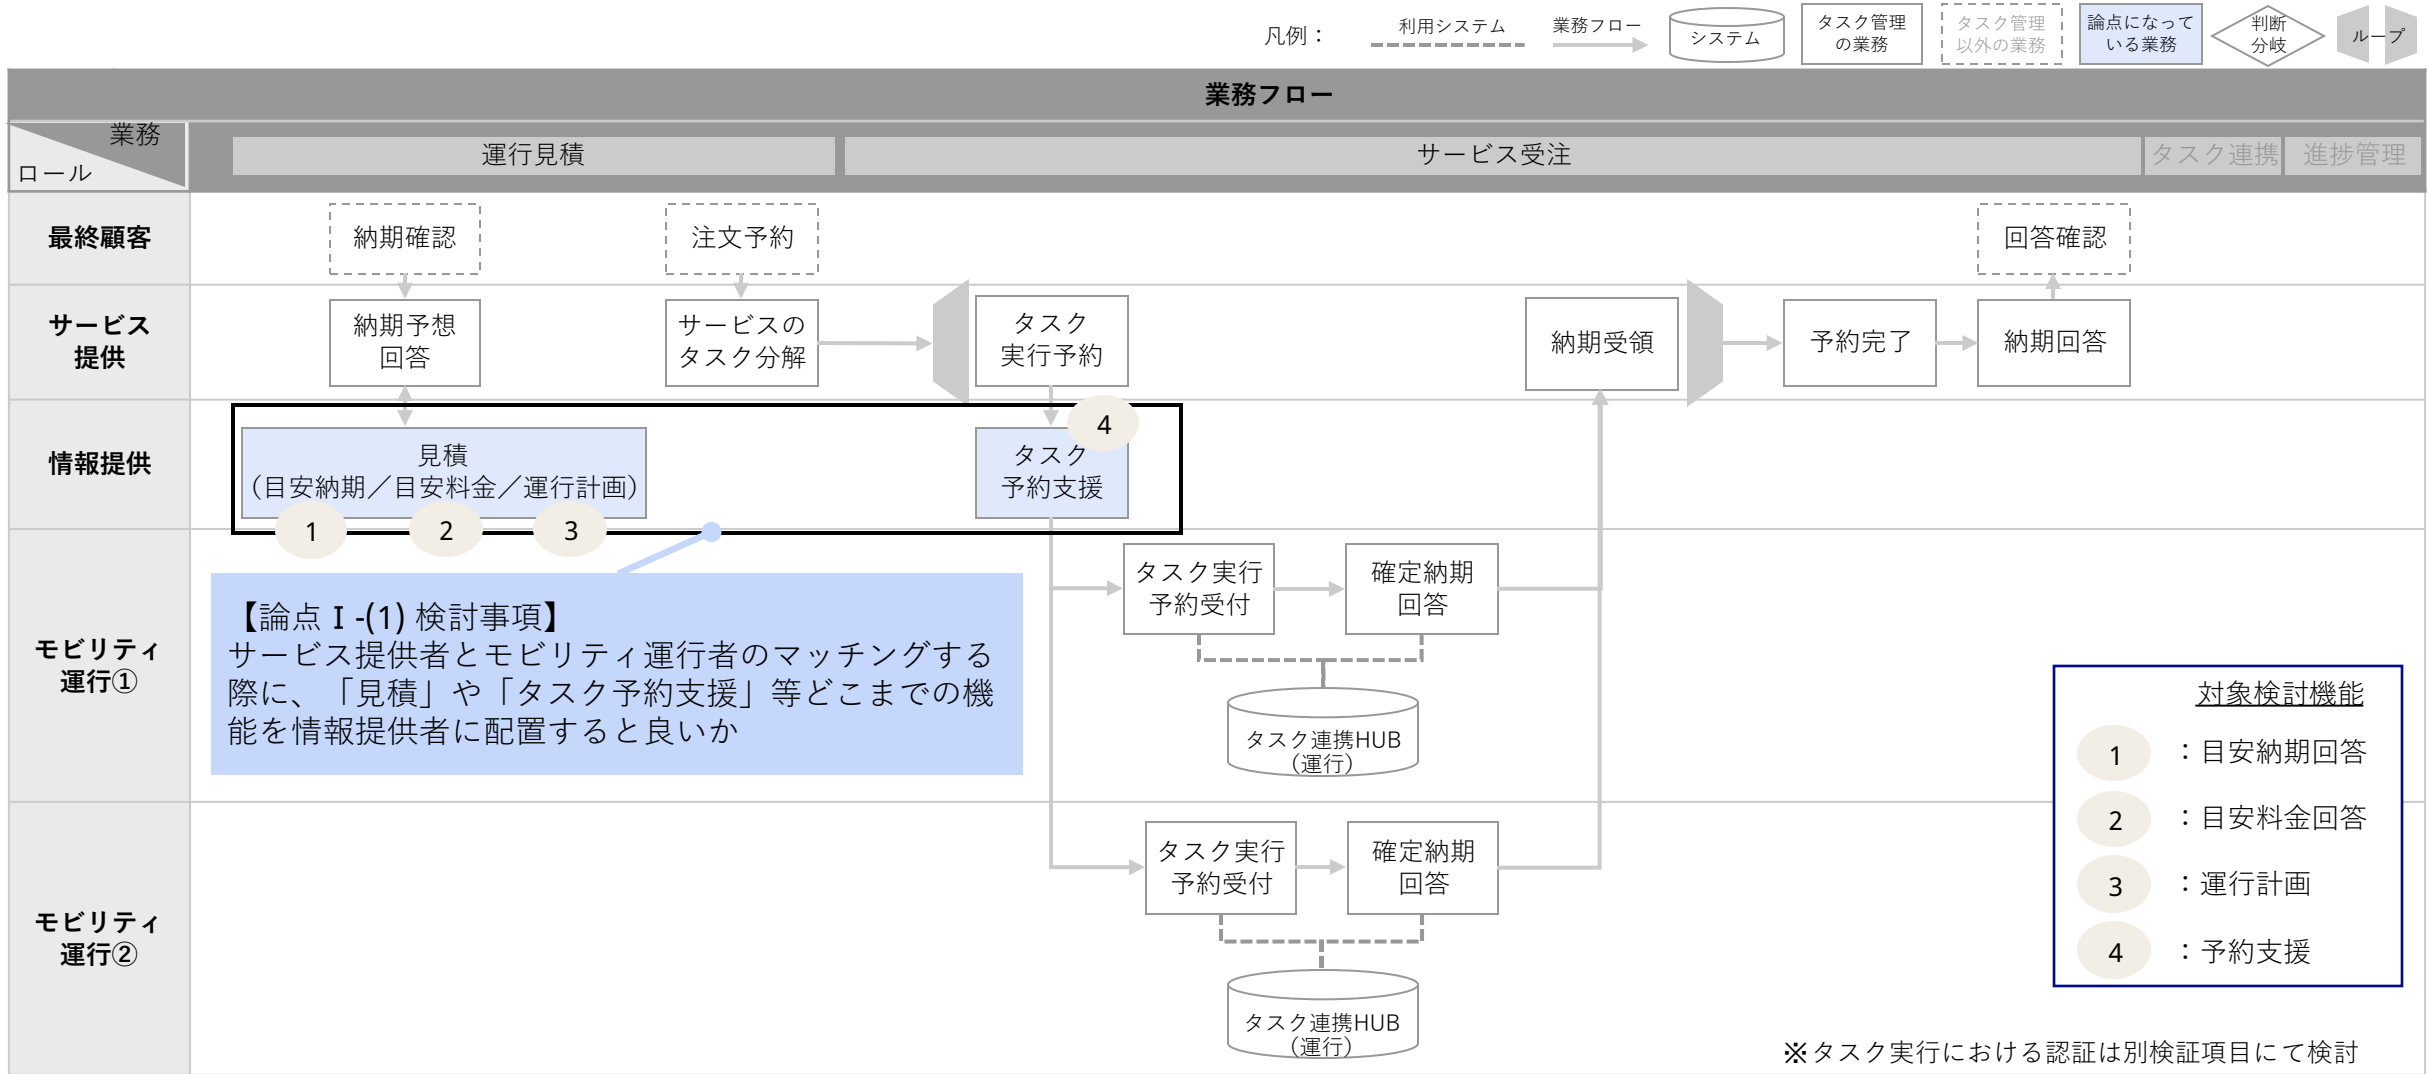 凡例：
利用システム
業務フロー
システム
タスク管理
の業務
タスク管理
以外の業務
論点になって
いる業務
判断
分岐
ループ
業務フロー
業務
ロール
運行見積
サービス受注
タスク連携
進捗管理
最終顧客
納期確認
注文予約
回答確認
サービス
提供
納期予想
回答
サービスの
タスク分解
タスク
実行予約
納期受領
予約完了
納期回答
情報提供
見積
（目安納期／目安料金／運行計画）
1
2
3
タスク
予約支援
4
【論点Ⅰ-(1) 検討事項】
サービス提供者とモビリティ運行者のマッチングする
際に、「見積」や「タスク予約支援」等どこまでの機
能を情報提供者に配置すると良いか
モビリティ
運行①
タスク実行
予約受付
確定納期
回答
タスク連携HUB
（運行）
モビリティ
運行②
タスク実行
予約受付
確定納期
回答
タスク連携HUB
（運行）
対象検討機能
1 ：目安納期回答
2 ：目安料金回答
3 ：運行計画
4 ：予約支援
※タスク実行における認証は別検証項目にて検討